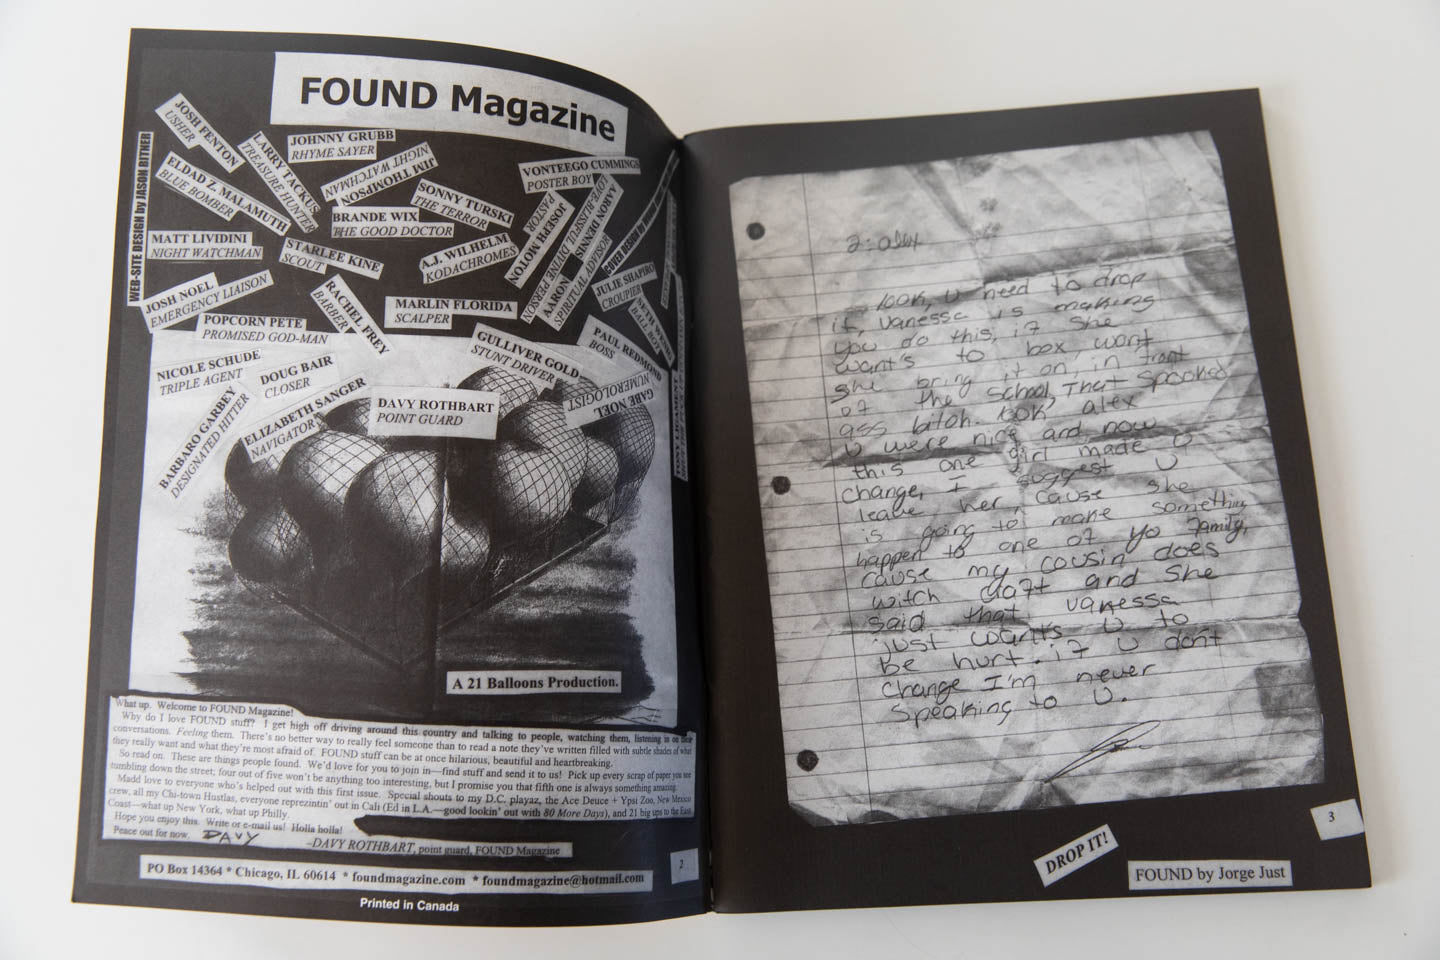 FOUND Magazine
WEB-SITE DESIGN by JASON BITNER
JOSH FENTON
USHER
LARRY TACKUS
TREASURE HUNTER
JOHNNY GRUBB
RHYME SAYER
JIM THOMPSON
NIGHT WATCHMAN
VONTEEGO CUMMINGS
POSTER BOY
ELDAD Z. MALAMUTH
BLUE BOMBER
BRANDE WIX
THE GOOD DOCTOR
SONNY TURSKI
THE TERROR
JOSEPH MOTON
PASTOR
AARON DENNIS
LOVE-BLISSFUL DIVINE PERSON
AARON
SPIRITUAL ADVISOR
COVER DESIGN by
MATT LIVIDINI
NIGHT WATCHMAN
STARLEE KINE
SCOUT
A.J. WILHELM
KODACHROMES
JULIE SHAPIRO
CROUPIER
JOSH NOEL
EMERGENCY LIAISON
RACHEL FREY
BARBER
MARLIN FLORIDA
SCALPER
SETH
BALL BOY
POPCORN PETE
PROMISED GOD-MAN
GULLIVER GOLD
STUNT DRIVER
PAUL REDMOND
BOSS
NICOLE SCHUDE
TRIPLE AGENT
DOUG BAIR
CLOSER
GABE NOEL
NUMEROLOGIST
BARBARO GARBEY
DESIGNATED HITTER
ELIZABETH SANGER
NAVIGATOR
DAVY ROTHBART
POINT GUARD
A 21 Balloons Production.
What up. Welcome to FOUND Magazine!
Why do I love FOUND stuff? I get high off driving around this country and talking to people, watching them, listening in on their
conversations. Feeling them. There's no better way to really feel someone than to read a note they've written filled with subtle shades of what
they really want and what they're most afraid of. FOUND stuff can be at once hilarious, beautiful and heartbreaking.
So read on. These are things people found. We'd love for you to join in—find stuff and send it to us! Pick up every scrap of paper you see
tumbling down the street; four out of five won't be anything too interesting, but I promise you that fifth one is always something amazing.
Madd love to everyone who's helped out with this first issue. Special shouts to my D.C. playaz, the Ace Deuce + Ypsi Zoo, New Mexico
crew, all my Chi-town Hustlas, everyone reprezintin' out in Cali (Ed in L.A.—good lookin' out with 80 More Days), and 21 big ups to the East
Coast—what up New York, what up Philly.
Hope you enjoy this. Write or e-mail us! Holla holla!
Peace out for now. DAVY
–DAVY ROTHBART, point guard, FOUND Magazine
2
PO Box 14364 * Chicago, IL 60614 * foundmagazine.com * foundmagazine@hotmail.com
Printed in Canada
2: alex
look, u need to drop
it, vanessa is making
you do this, if she
want's to box wont
she bring it on, in front
of the school, That spooked
ass bitch. look, alex
u were nice and now
this one girl made u
change, I suggest u
leave her, cause she
is going to make something
happen to one of yo family,
cause my cousin does
witch craft and she
said that vanessa
just wants u to
be hurt. if u don't
change I'm never
Speaking to U.
DROP IT!
3
FOUND by Jorge Just